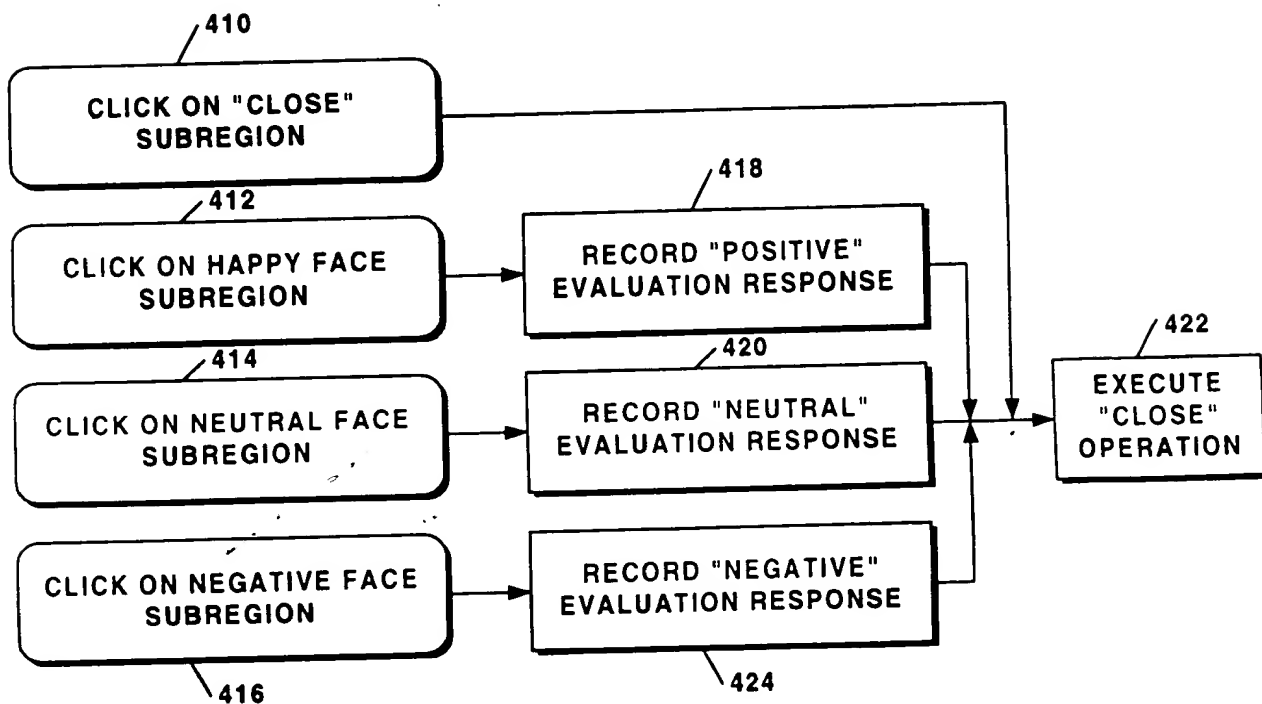 410
CLICK ON "CLOSE"
SUBREGION
412
CLICK ON HAPPY FACE
SUBREGION
418
RECORD "POSITIVE"
EVALUATION RESPONSE
414
CLICK ON NEUTRAL FACE
SUBREGION
420
RECORD "NEUTRAL"
EVALUATION RESPONSE
422
EXECUTE
"CLOSE"
OPERATION
CLICK ON NEGATIVE FACE
SUBREGION
416
RECORD "NEGATIVE"
EVALUATION RESPONSE
424